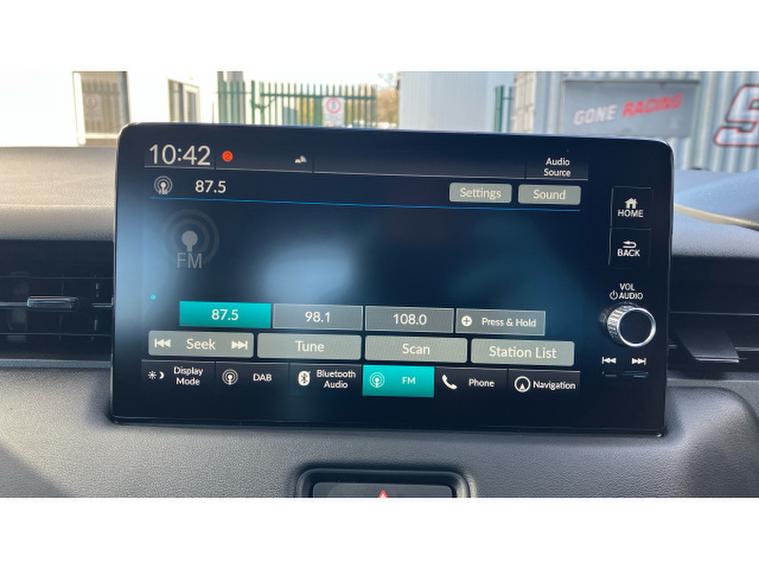 GONE RACING
10:42
Audio
Source
87.5
Settings
Sound
HOME
FM
BACK
VOL
AUDIO
87.5
98.1
108.0
Press & Hold
Seek
Tune
Scan
Station List
Display
Mode
DAB
Bluetooth
Audio
FM
Phone
Navigation